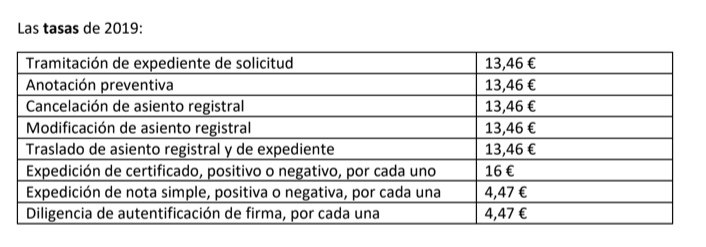 Las tasas de 2019:
Tramitación de expediente de solicitud 13,46 €
Anotación preventiva 13,46 €
Cancelación de asiento registral 13,46 €
Modificación de asiento registral 13,46 €
Traslado de asiento registral y de expediente 13,46 €
Expedición de certificado, positivo o negativo, por cada uno 16 €
Expedición de nota simple, positiva o negativa, por cada una 4,47 €
Diligencia de autentificación de firma, por cada una 4,47 €